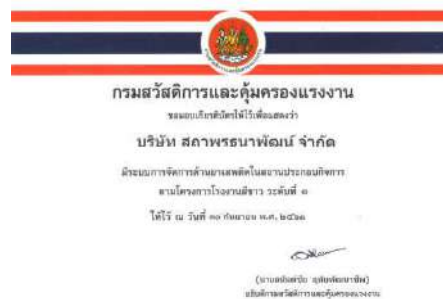 กรมสวัสดิการและคุ้มครองแรงงาน
ขอมอบเกียรติบัตรให้ไว้เพื่อแสดงว่า
บริษัท สถาพรธนาพัฒน์ จำกัด
มีระบบการจัดการด้านยาเสพติดในสถานประกอบกิจการ
ตามโครงการโรงงานสีขาว ระดับที่ ๑
ให้ไว้ ณ วันที่ ๓๐ กันยายน พ.ศ.
อธิบดีกรมสวัสดิการและคุ้มครองแรงงาน